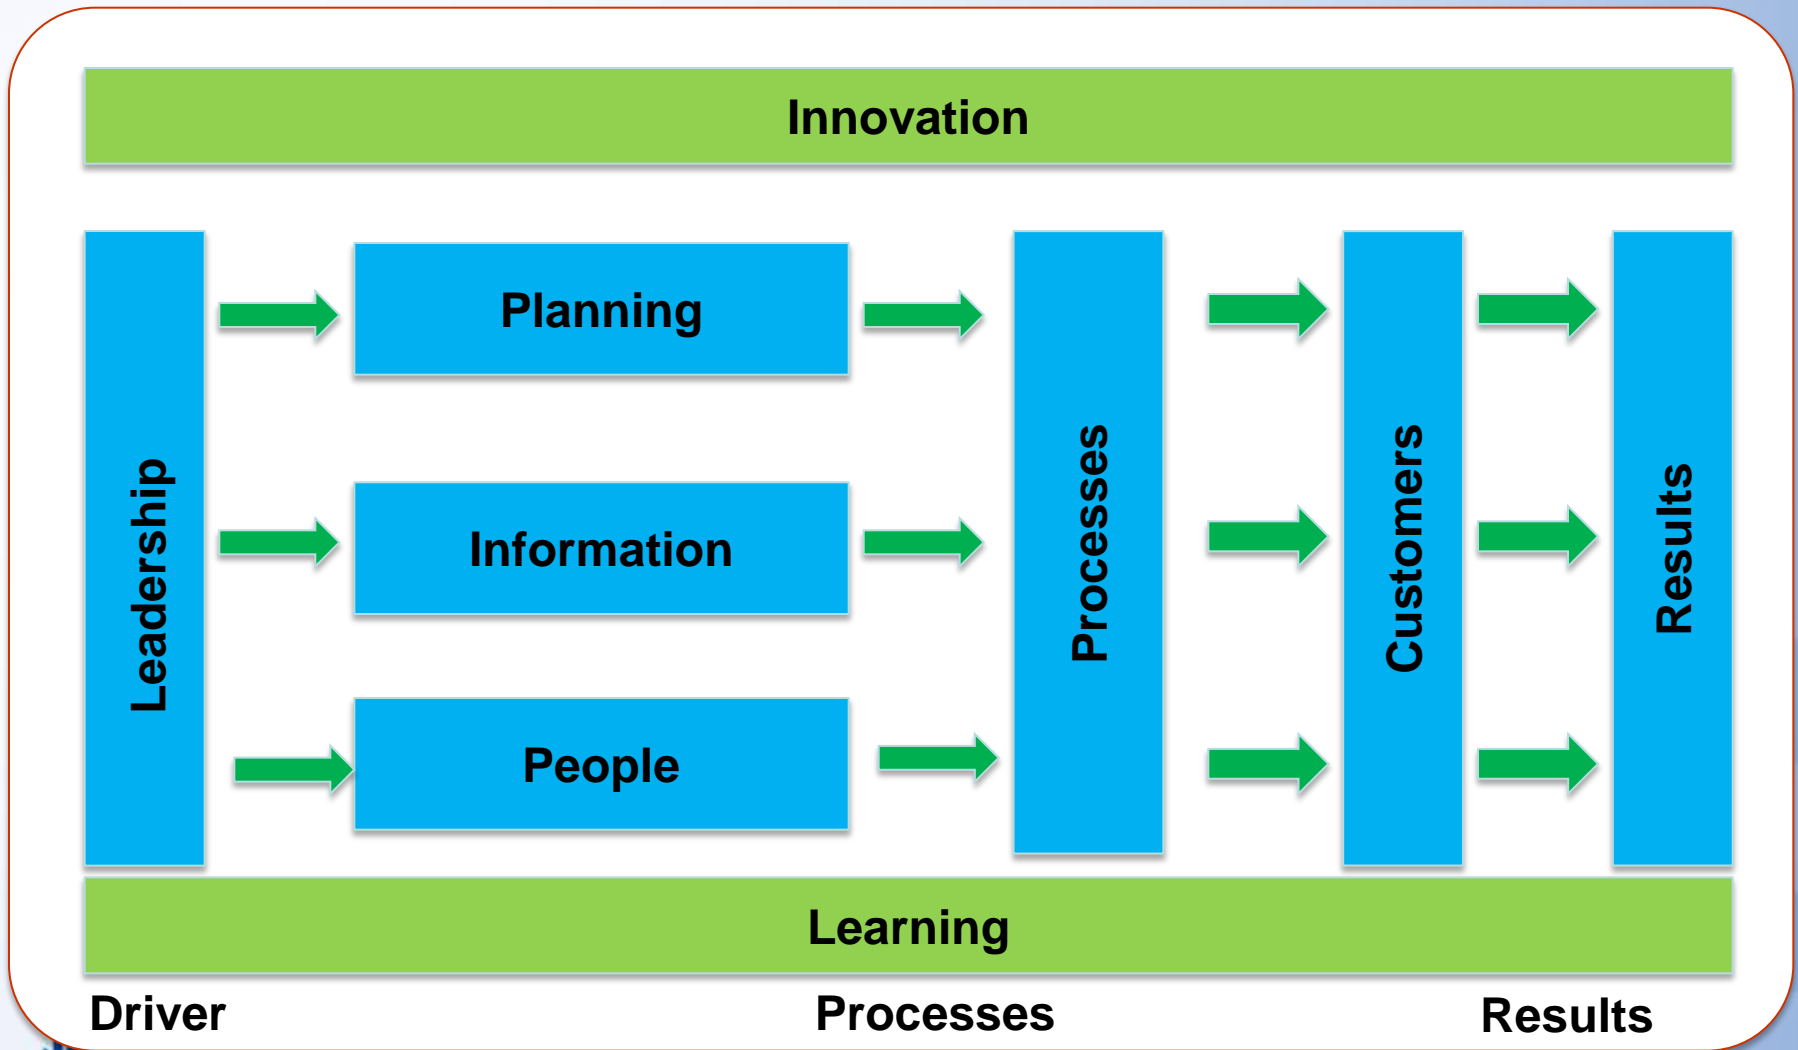 Innovation
Leadership
Planning
Information
People
Processes
Customers
Results
Learning
Driver
Processes
Results